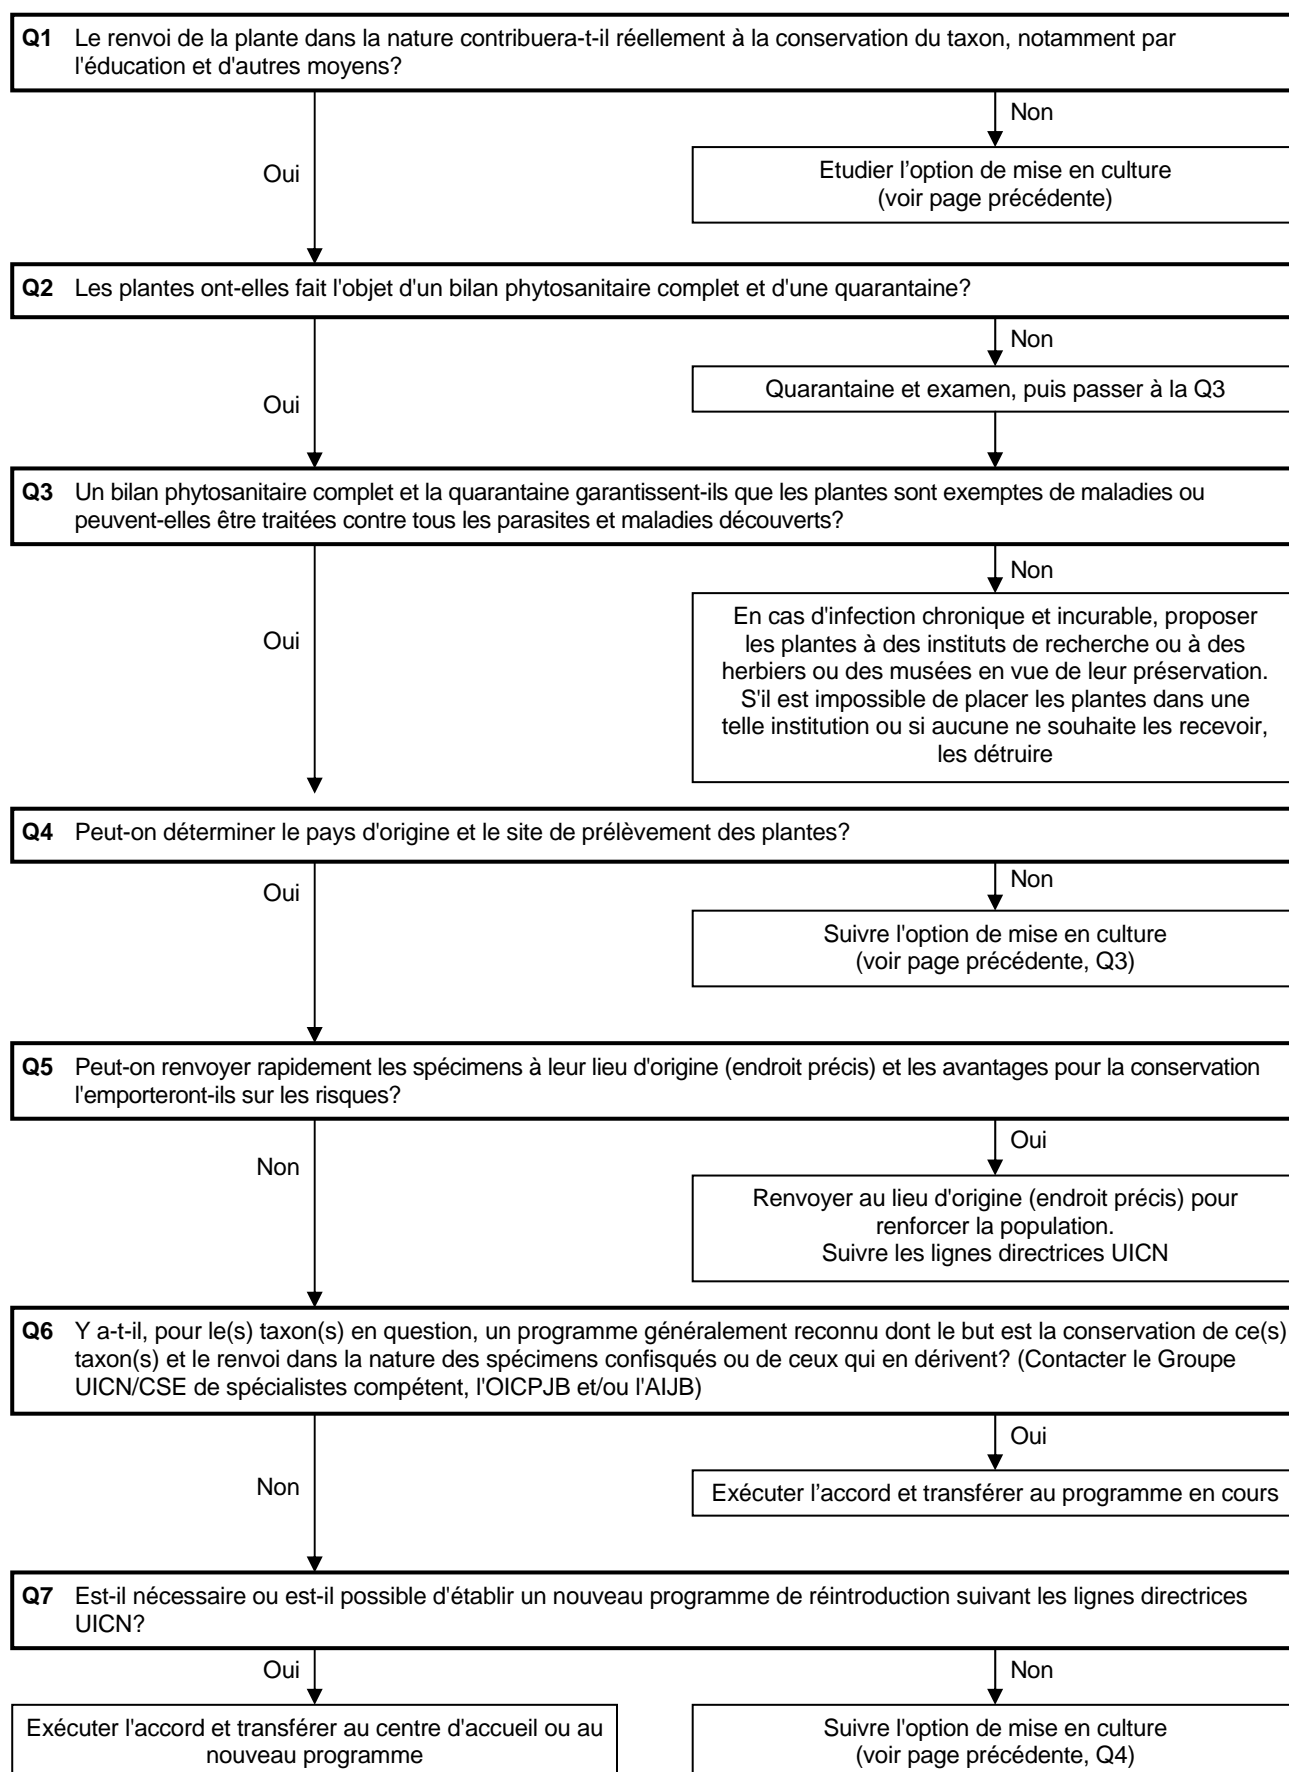 Q1 Le renvoi de la plante dans la nature contribuera-t-il réellement à la conservation du taxon, notamment par
l'éducation et d'autres moyens?
Non
Oui
Etudier l’option de mise en culture
(voir page précédente)
Q2 Les plantes ont-elles fait l'objet d'un bilan phytosanitaire complet et d'une quarantaine?
Non
Oui
Quarantaine et examen, puis passer à la Q3
Q3 Un bilan phytosanitaire complet et la quarantaine garantissent-ils que les plantes sont exemptes de maladies ou
peuvent-elles être traitées contre tous les parasites et maladies découverts?
Non
Oui
En cas d'infection chronique et incurable, proposer
les plantes à des instituts de recherche ou à des
herbiers ou des musées en vue de leur préservation.
S'il est impossible de placer les plantes dans une
telle institution ou si aucune ne souhaite les recevoir,
les détruire
Q4 Peut-on déterminer le pays d'origine et le site de prélèvement des plantes?
Non
Oui
Suivre l'option de mise en culture
(voir page précédente, Q3)
Q5 Peut-on renvoyer rapidement les spécimens à leur lieu d'origine (endroit précis) et les avantages pour la conservation
l'emporteront-ils sur les risques?
Oui
Non
Renvoyer au lieu d'origine (endroit précis) pour
renforcer la population.
Suivre les lignes directrices UICN
Q6 Y a-t-il, pour le(s) taxon(s) en question, un programme généralement reconnu dont le but est la conservation de ce(s)
taxon(s) et le renvoi dans la nature des spécimens confisqués ou de ceux qui en dérivent? (Contacter le Groupe
UICN/CSE de spécialistes compétent, l'OICPJB et/ou l'AIJB)
Oui
Non
Exécuter l’accord et transférer au programme en cours
Q7 Est-il nécessaire ou est-il possible d'établir un nouveau programme de réintroduction suivant les lignes directrices
UICN?
Oui
Non
Exécuter l'accord et transférer au centre d'accueil ou au
nouveau programme
Suivre l'option de mise en culture
(voir page précédente, Q4)